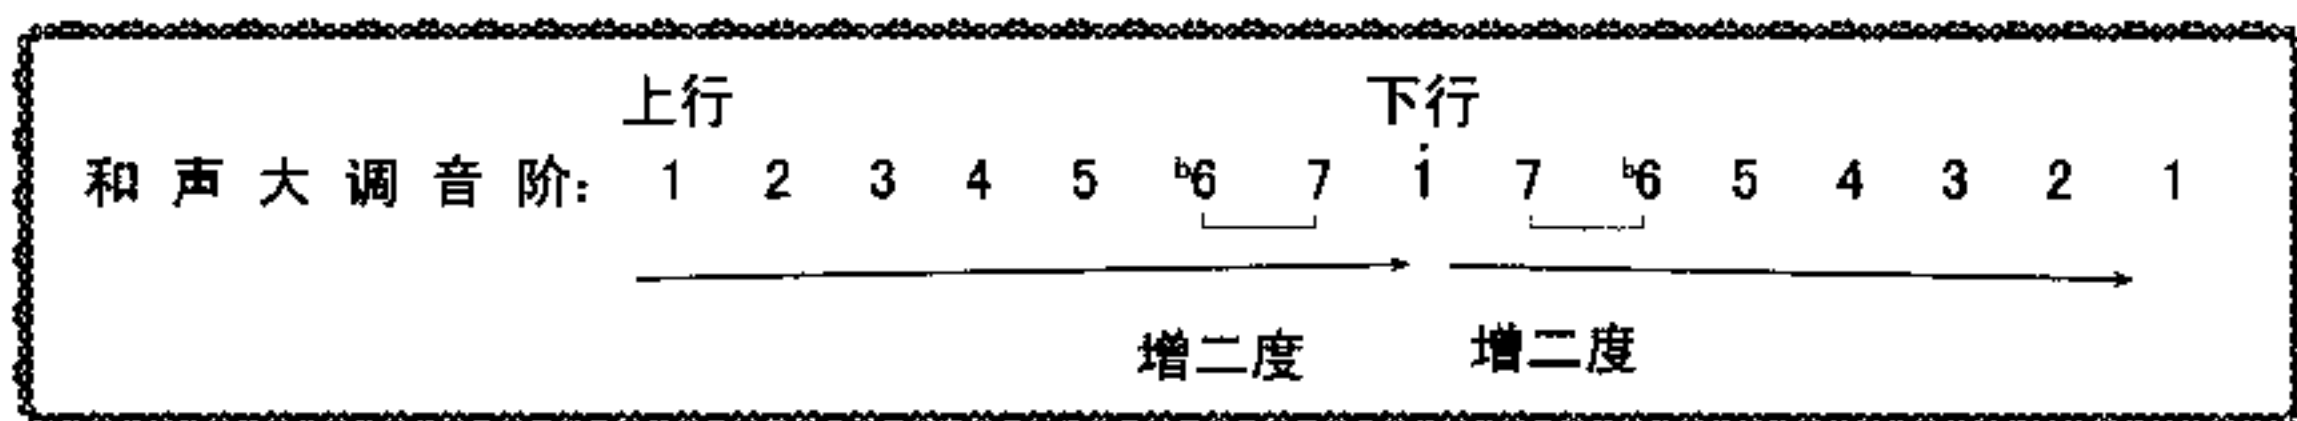 上行 下行
和声大调音阶： 1 2 3 4 5 ♭6 7 1̇ 7 ♭6 5 4 3 2 1
增二度 增二度